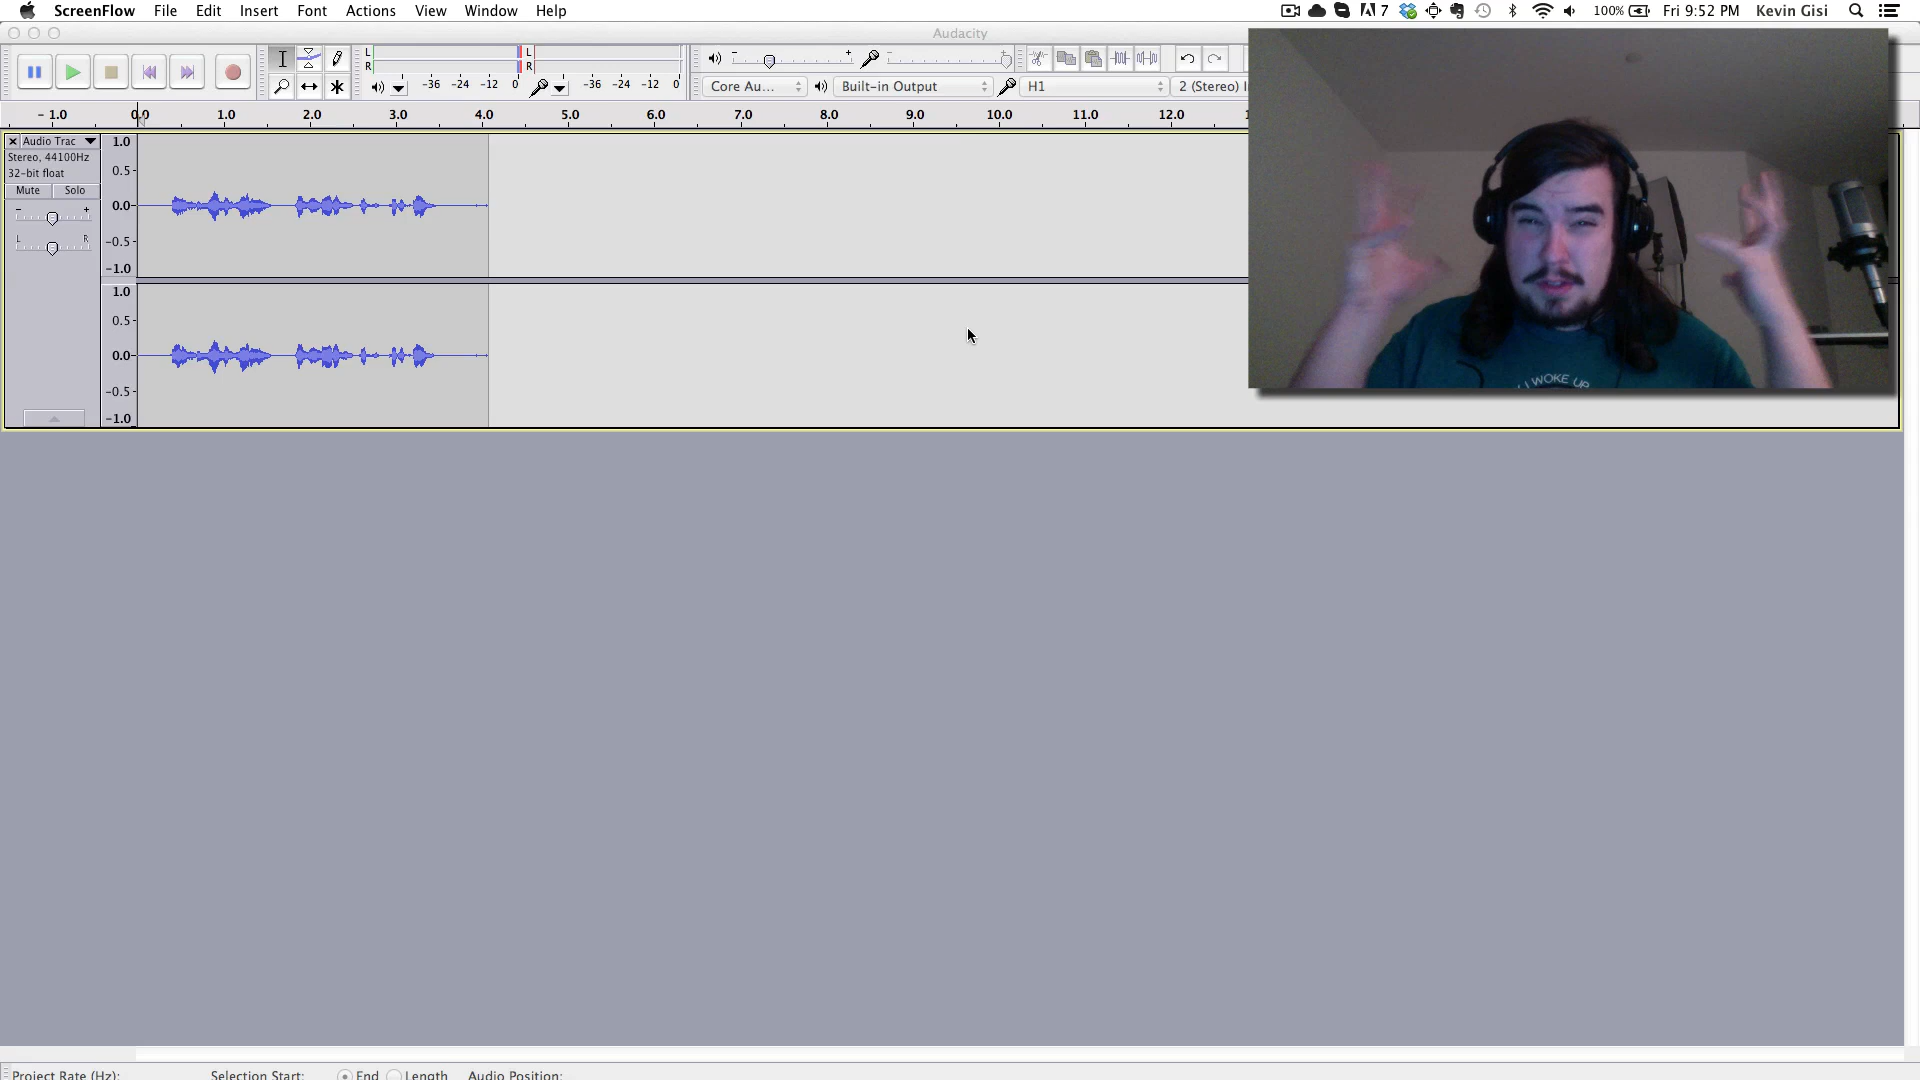 ScreenFlow File Edit Insert Font Actions View Window Help 7 100% Fri 9:52 PM Kevin Gisi
Audacity
L R L R
-36 -24 -12 0 -36 -24 -12 0
- + - +
Core Au... Built-in Output H1 2 (Stereo) I
- 1.0 0.0 1.0 2.0 3.0 4.0 5.0 6.0 7.0 8.0 9.0 10.0 11.0 12.0
Audio Trac
Stereo, 44100Hz
32-bit float
Mute Solo
- +
L R
1.0
0.5
0.0
-0.5
-1.0
1.0
0.5
0.0
-0.5
-1.0
I WOKE UP
Project Rate (Hz): Selection Start: End Length Audio Position: